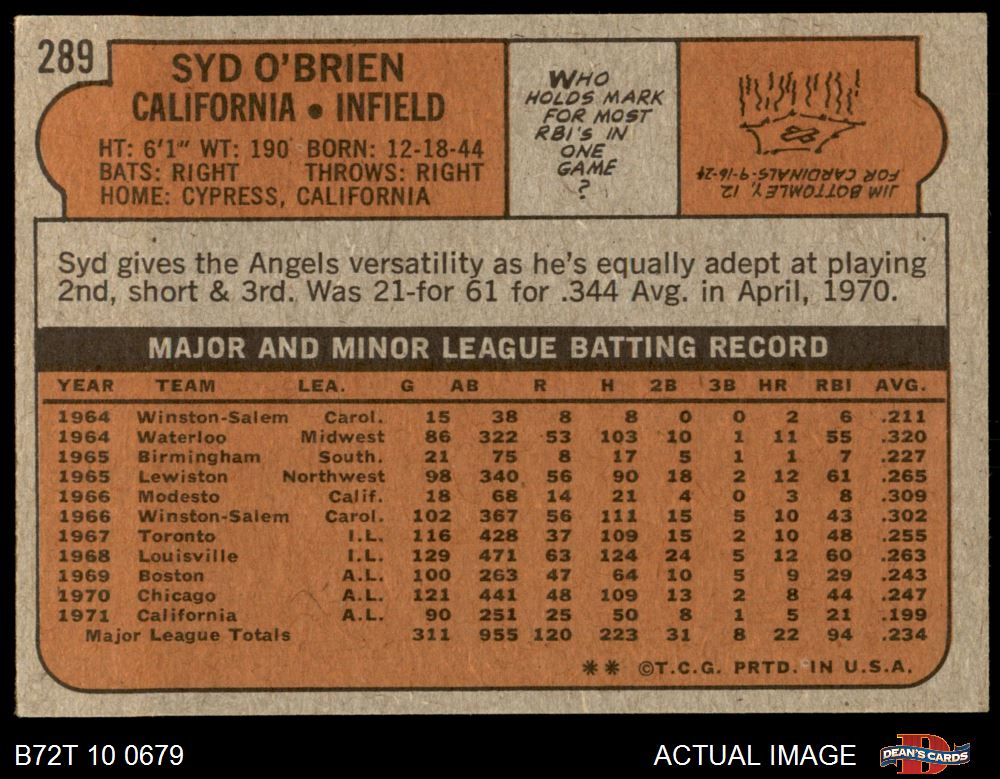 289
SYD O'BRIEN
CALIFORNIA • INFIELD
HT: 6'1" WT: 190 BORN: 12-18-44
BATS: RIGHT THROWS: RIGHT
HOME: CYPRESS, CALIFORNIA
WHO
HOLDS MARK
FOR MOST
RBI'S IN
ONE
GAME
?
JIM BOTTOMLEY, 12
FOR CARDINALS-9-16-24
Syd gives the Angels versatility as he's equally adept at playing
2nd, short & 3rd. Was 21-for 61 for .344 Avg. in April, 1970.
MAJOR AND MINOR LEAGUE BATTING RECORD
YEAR TEAM LEA. G AB R H 2B 3B HR RBI AVG.
1964 Winston-Salem Carol. 15 38 8 8 0 0 2 6 .211
1964 Waterloo Midwest 86 322 53 103 10 1 11 55 .320
1965 Birmingham South. 21 75 8 17 5 1 1 7 .227
1965 Lewiston Northwest 98 340 56 90 18 2 12 61 .265
1966 Modesto Calif. 18 68 14 21 4 0 3 8 .309
1966 Winston-Salem Carol. 102 367 56 111 15 5 10 43 .302
1967 Toronto I.L. 116 428 37 109 15 2 10 48 .255
1968 Louisville I.L. 129 471 63 124 24 5 12 60 .263
1969 Boston A.L. 100 263 47 64 10 5 9 29 .243
1970 Chicago A.L. 121 441 48 109 13 2 8 44 .247
1971 California A.L. 90 251 25 50 8 1 5 21 .199
Major League Totals 311 955 120 223 31 8 22 94 .234
** ©T.C.G. PRTD. IN U.S.A.
B72T 10 0679
ACTUAL IMAGE
DEAN'S CARDS